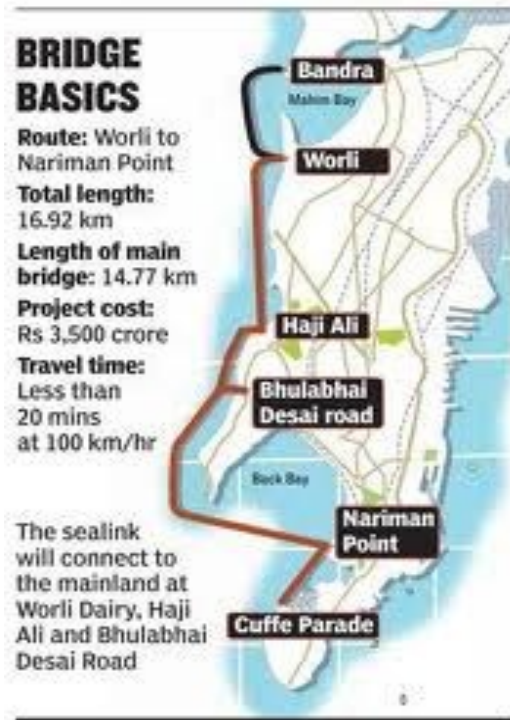 BRIDGE
BASICS
Route: Worli to
Nariman Point
Total length:
16.92 km
Length of main
bridge: 14.77 km
Project cost:
Rs 3,500 crore
Travel time:
Less than
20 mins
at 100 km/hr
The sealink
will connect to
the mainland at
Worli Dairy, Haji
Ali and Bhulabhai
Desai Road
Bandra
Mahim Bay
Worli
Haji Ali
Bhulabhai
Desai road
Back Bay
Nariman
Point
Cuffe Parade